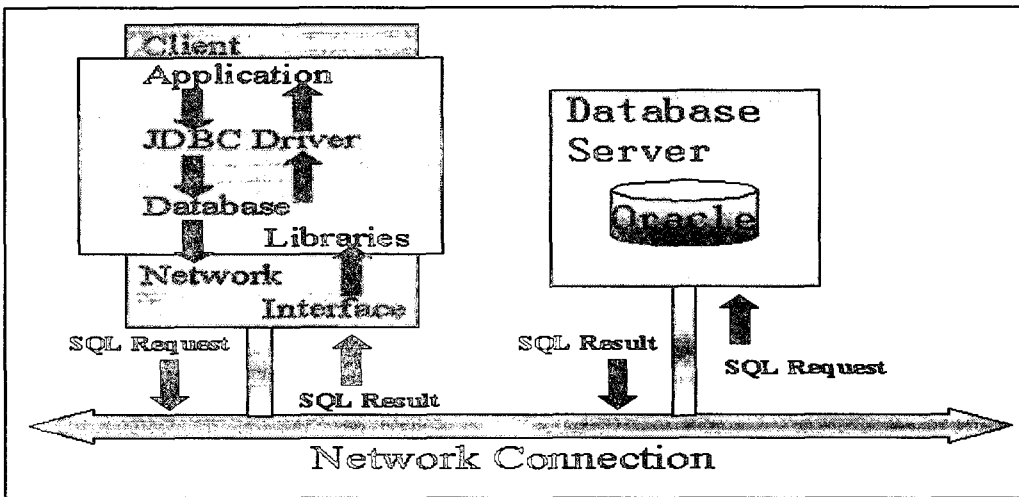 Client
Application
JDBC Driver
Database
Libraries
Network
Interface
SQL Request
SQL Result
Database
Server
Oracle
SQL Result
SQL Request
Network Connection